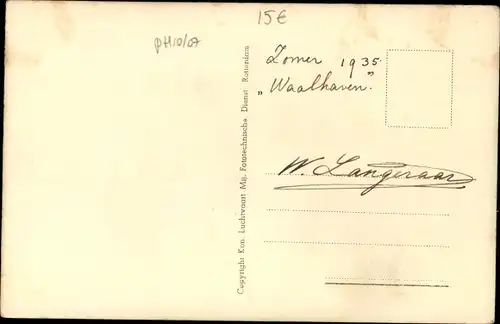 15€
PH10/07
Zomer 1935
„Waalhaven."
W. Langeraar
Copyright Kon. Luchtvaart Mij. Fototechnische Dienst Rotterdam